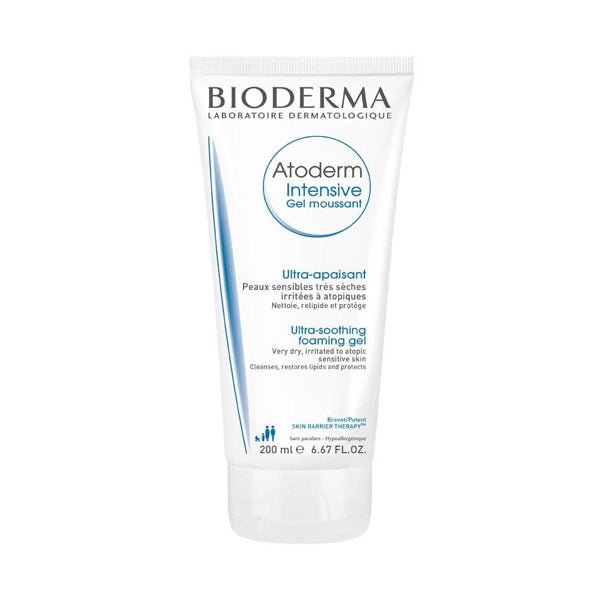 BIODERMA
LABORATOIRE DERMATOLOGIQUE
Atoderm
Intensive
Gel moussant
Ultra-apaisant
Peaux sensibles très sèches
irritées à atopiques
Nettoie, relipide et protège
Ultra-soothing
foaming gel
Very dry, irritated to atopic
sensitive skin
Cleanses, restores lipids and protects
Brevet/Patent
SKIN BARRIER THERAPY™
Sans paraben - Hypoallergénique
200 ml ℮ 6.67 FL.OZ.